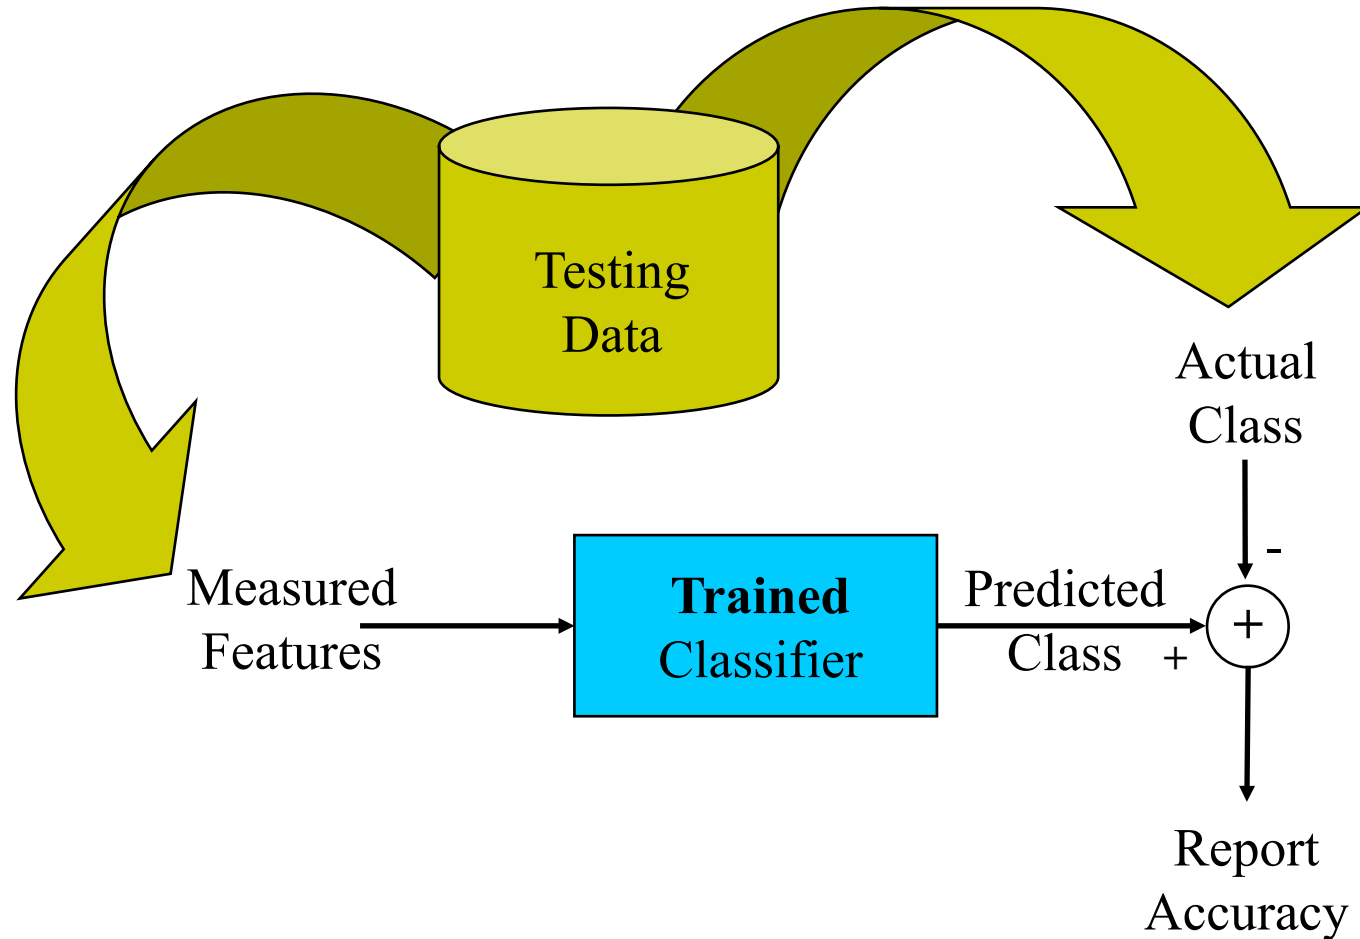 Testing
Data
Actual
Class
-
Measured
Features
Trained
Classifier
Predicted
Class +
+
Report
Accuracy